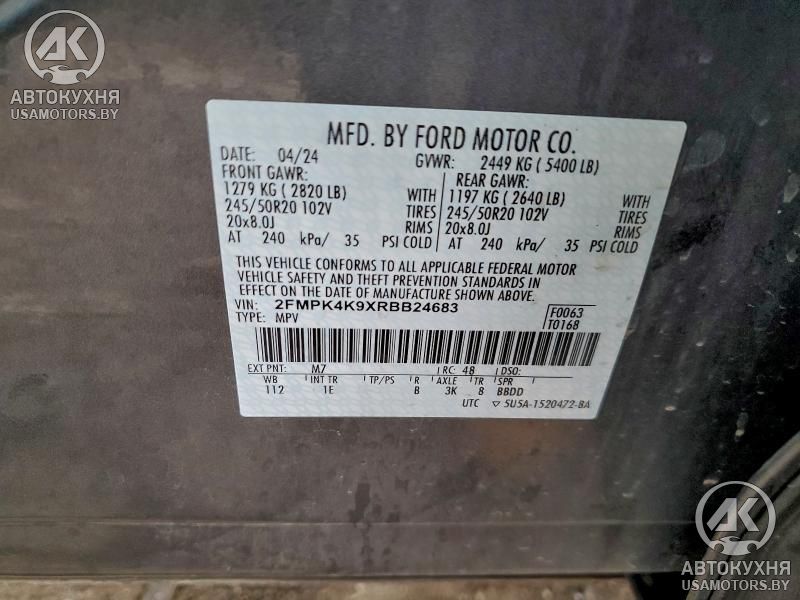 АК
АВТОКУХНЯ
USAMOTORS.BY
MFD. BY FORD MOTOR CO.
DATE: 04/24 GVWR: 2449 KG ( 5400 LB)
FRONT GAWR: REAR GAWR:
1279 KG ( 2820 LB) WITH 1197 KG ( 2640 LB) WITH
245/50R20 102V TIRES 245/50R20 102V TIRES
20x8.0J RIMS 20x8.0J RIMS
AT 240 kPa/ 35 PSI COLD AT 240 kPa/ 35 PSI COLD
THIS VEHICLE CONFORMS TO ALL APPLICABLE FEDERAL MOTOR
VEHICLE SAFETY AND THEFT PREVENTION STANDARDS IN
EFFECT ON THE DATE OF MANUFACTURE SHOWN ABOVE.
VIN: 2FMPK4K9XRBB24683 F0063
TYPE: MPV T0168
EXT PNT: M7 RC: 48 DSO:
WB INT TR TP/PS R AXLE TR SPR
112 1E B 3K 8 BBDD
UTC ▽ 5U5A-1520472-BA
АК
АВТОКУХНЯ
USAMOTORS.BY